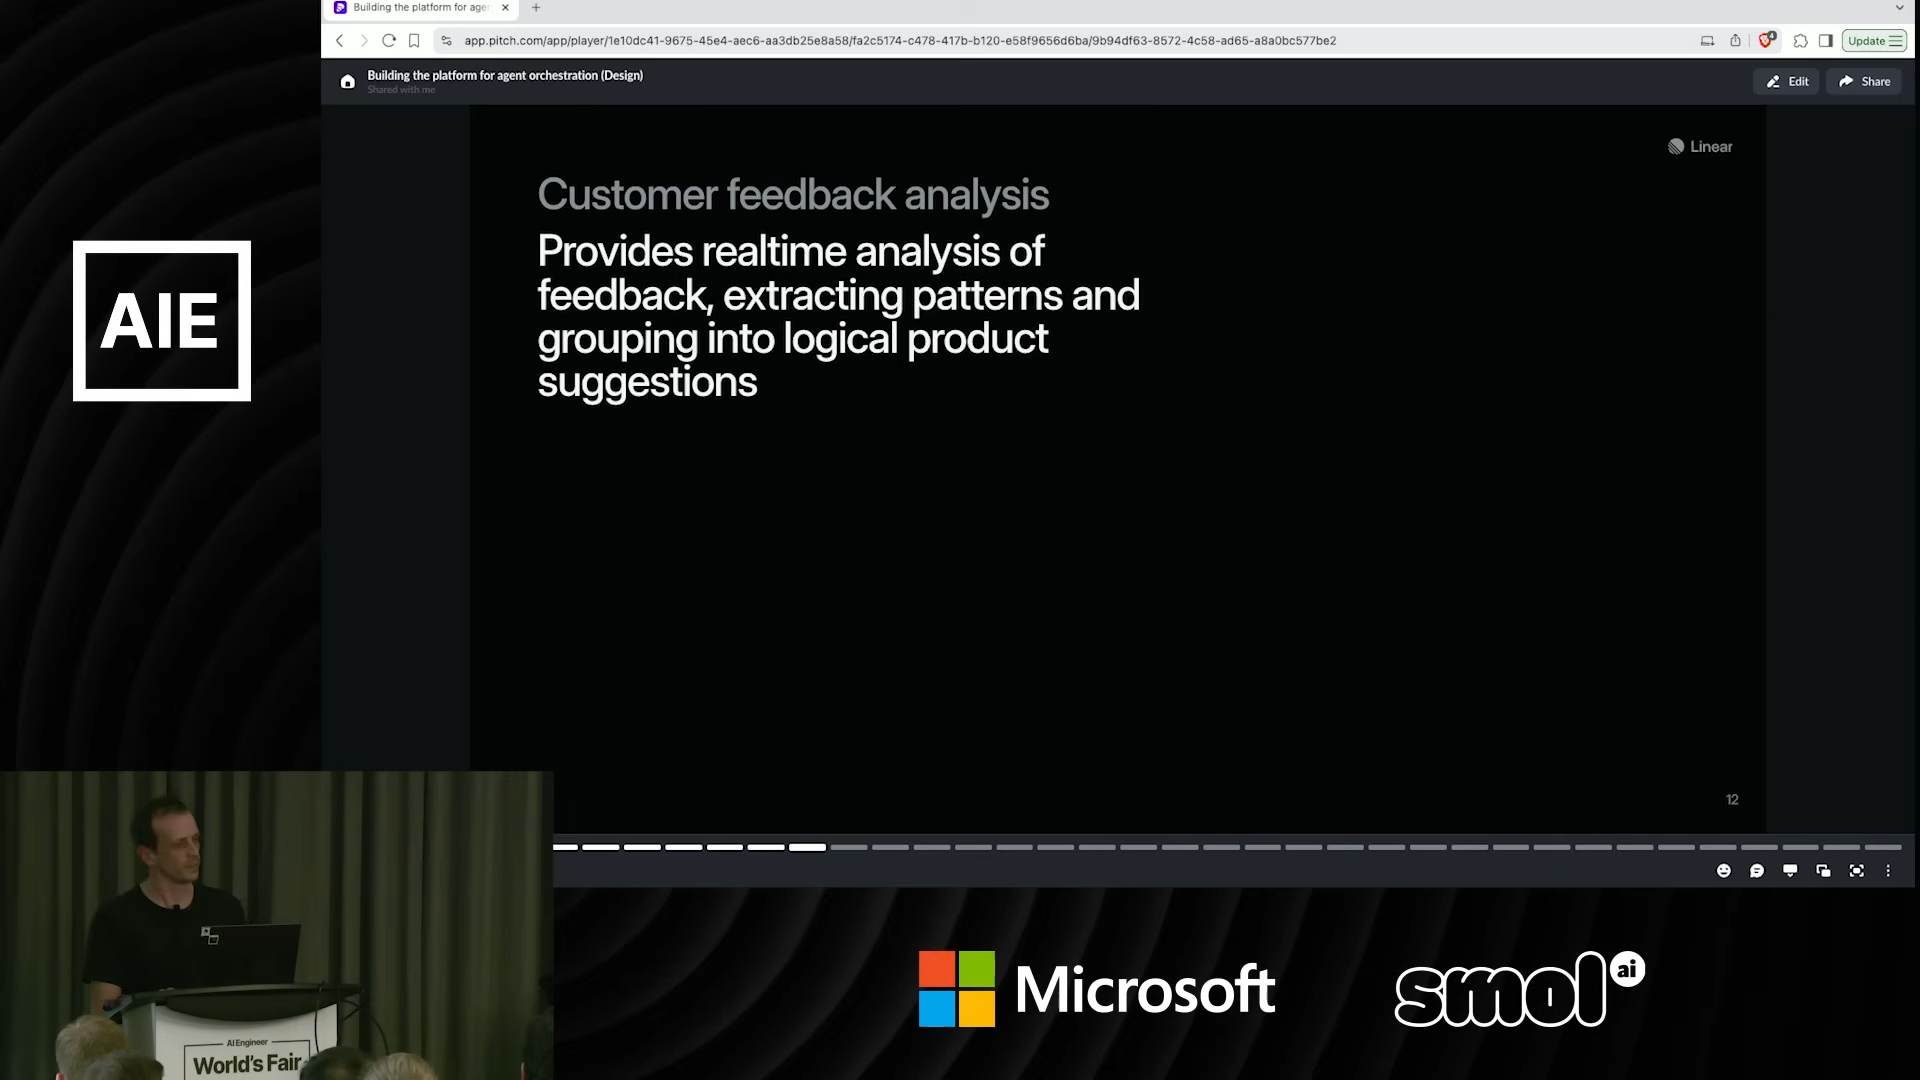 Building the platform for age
app.pitch.com/app/player/1e10dc41-9675-45e4-aec6-aa3db25e8a58/fa2c5174-c478-417b-b120-e58f9656d6ba/9b94df63-8572-4c58-ad65-a8a0bc577be2
4
Update
Building the platform for agent orchestration (Design)
Shared with me
Edit
Share
Linear
Customer feedback analysis
Provides realtime analysis of
feedback, extracting patterns and
grouping into logical product
suggestions
12
AIE
AI Engineer
World's Fair
Microsoft
smol ai